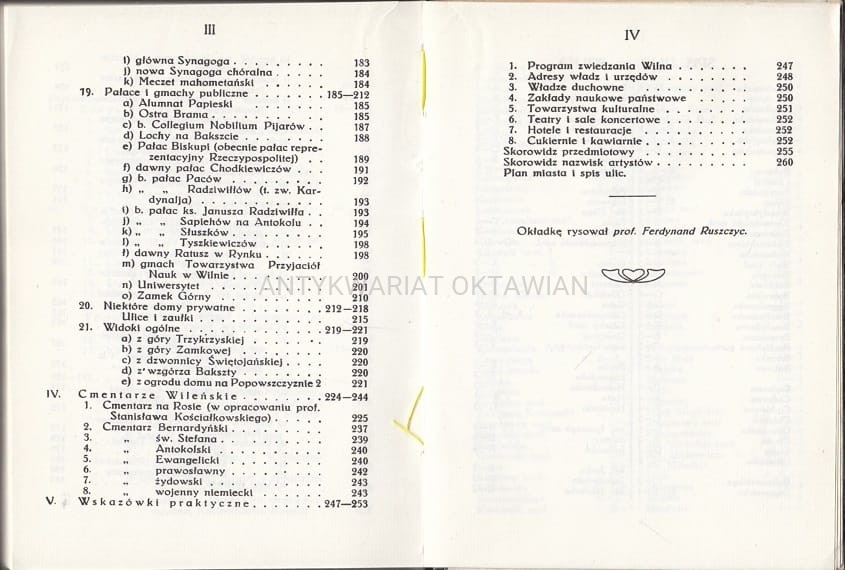 III
i) główna Synagoga . . . . . . . . . 183
j) nowa Synagoga chóralna . . . . . 184
k) Meczet mahometański . . . . . . 184
19. Pałace i gmachy publiczne . . . . . . . 185—212
a) Alumnat Papieski . . . . . . . 185
b) Ostra Brama . . . . . . . . . . . 185
c) b. Collegium Nobilium Pijarów . . 187
d) Lochy na Bakszcie . . . . . . . 188
e) Pałac Biskupi (obecnie pałac repre-
zentacyjny Rzeczypospolitej) . . 189
f) dawny pałac Chodkiewiczów . . . 191
g) b. pałac Paców . . . . . . . . . 192
h) „ „ Radziwiłłów (t. zw. Kar-
dynalja) . . . . . . . . . . . 193
i) b. pałac ks. Janusza Radziwiłła . . 193
j) „ „ Sapiehów na Antokolu . . 194
k) „ „ Słuszków . . . . . . . . 195
l) „ „ Tyszkiewiczów . . . . . 198
ł) dawny Ratusz w Rynku . . . . . 198
m) gmach Towarzystwa Przyjaciół
Nauk w Wilnie . . . . . . . . . 200
n) Uniwersytet . . . . . . . . . . . 201
o) Zamek Górny . . . . . . . . . . 210
20. Niektóre domy prywatne . . . . . . . . 212—218
Ulice i zaułki . . . . . . . . . . . 215
21. Widoki ogólne . . . . . . . . . . . . 219—221
a) z góry Trzykrzyskiej . . . . . . 219
b) z góry Zamkowej . . . . . . . . 220
c) z dzwonnicy Świętojańskiej . . . . 220
d) z wzgórza Bakszty . . . . . . . . 220
e) z ogrodu domu na Popowszczyznie 2 221
IV. Cmentarze Wileńskie . . . . . . . . 224—244
1. Cmentarz na Rosie (w opracowaniu prof.
Stanisława Kościałkowskiego) . . . . . 225
2. Cmentarz Bernardyński . . . . . . . . . 237
3. „ św. Stefana . . . . . . . . . . 239
4. „ Antokolski . . . . . . . . . . 240
5. „ Ewangelicki . . . . . . . . . 240
6. „ prawosławny . . . . . . . . . 242
7. „ żydowski . . . . . . . . . . . 243
8. „ wojenny niemiecki . . . . . . 243
V. Wskazówki praktyczne . . . . . . . 247—253
IV
1. Program zwiedzania Wilna . . . . . . . 247
2. Adresy władz i urzędów . . . . . . . . 248
3. Władze duchowne . . . . . . . . . . . 250
4. Zakłady naukowe państwowe . . . . . 250
5. Towarzystwa kulturalne . . . . . . . . 251
6. Teatry i sale koncertowe . . . . . . . . 252
7. Hotele i restauracje . . . . . . . . . . 252
8. Cukiernie i kawiarnie . . . . . . . . . . 252
Skorowidz przedmiotowy . . . . . . . . . . . 255
Skorowidz nazwisk artystów . . . . . . . . . 260
Plan miasta i spis ulic.
Okładkę rysował prof. Ferdynand Ruszczyc.
ANTYKWARIAT OKTAWIAN